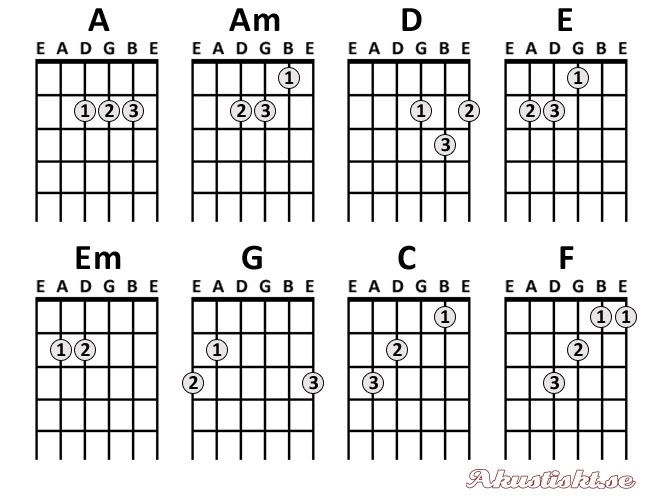 A Am D E
E A D G B E E A D G B E E A D G B E E A D G B E
1 1
1 2 3 2 3 1 2 2 3
3
Em G C F
E A D G B E E A D G B E E A D G B E E A D G B E
1 1 1
1 2 1 2 2
2 3 3 3
Akustiskt.se